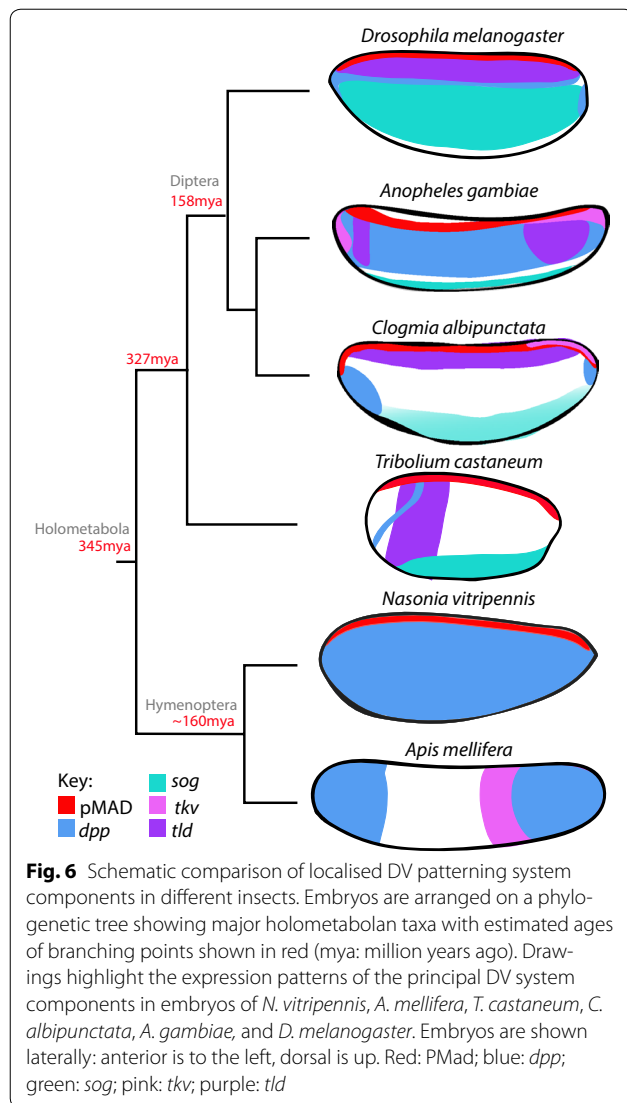 Drosophila melanogaster
Diptera
158mya
Anopheles gambiae
Clogmia albipunctata
327mya
Tribolium castaneum
Holometabola
345mya
Nasonia vitripennis
Hymenoptera
~160mya
Apis mellifera
Key:
sog
pMAD
tkv
dpp
tld
Fig. 6 Schematic comparison of localised DV patterning system
components in different insects. Embryos are arranged on a phylo-
genetic tree showing major holometabolan taxa with estimated ages
of branching points shown in red (mya: million years ago). Draw-
ings highlight the expression patterns of the principal DV system
components in embryos of N. vitripennis, A. mellifera, T. castaneum, C.
albipunctata, A. gambiae, and D. melanogaster. Embryos are shown
laterally: anterior is to the left, dorsal is up. Red: PMad; blue: dpp;
green: sog; pink: tkv; purple: tld